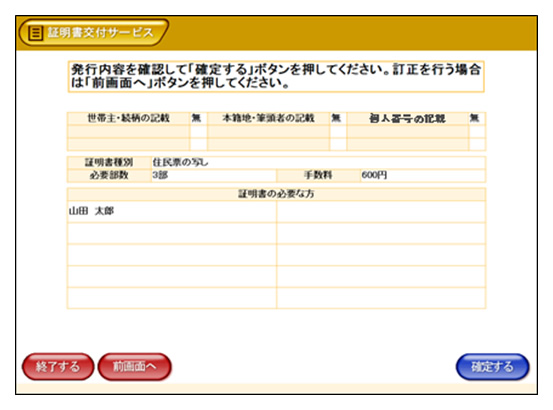 証明書交付サービス
発行内容を確認して「確定する」ボタンを押してください。訂正を行う場合
は「前画面へ」ボタンを押してください。
世帯主・続柄の記載 無 本籍地・筆頭者の記載 無 個人番号の記載 無
証明書種別 住民票の写し
必要部数 3部 手数料 600円
証明書の必要な方
山田 太郎
終了する 前画面へ 確定する